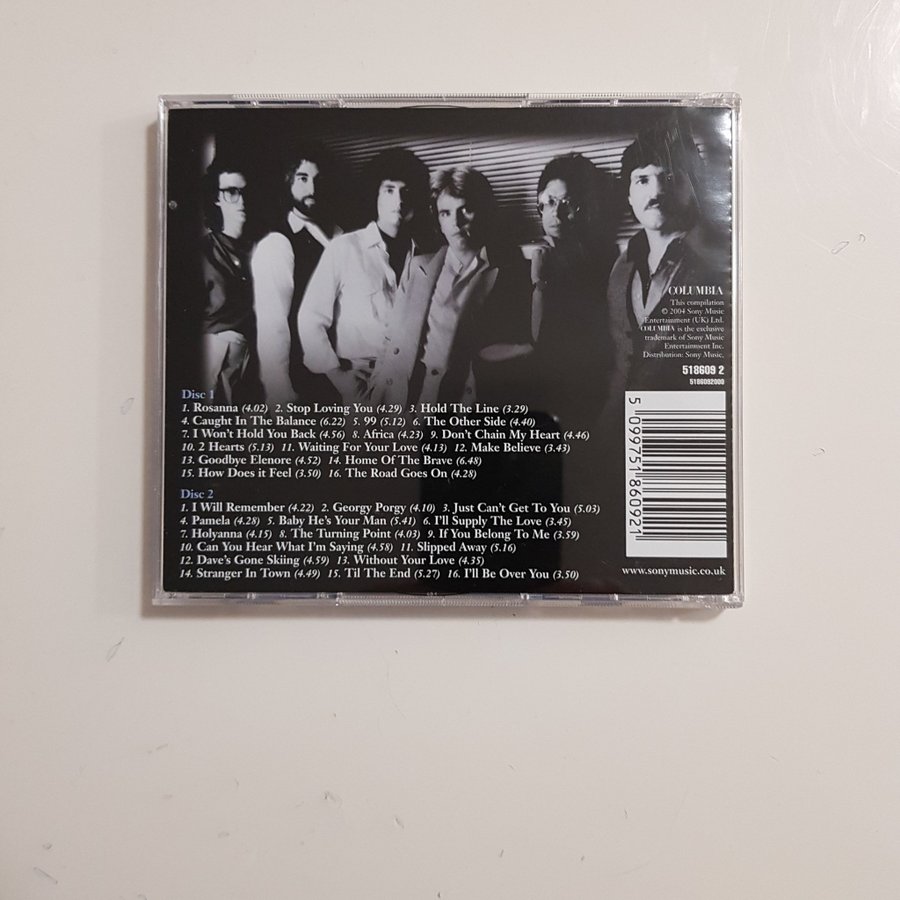 COLUMBIA
This compilation
© 2004 Sony Music
Entertainment (UK) Ltd.
COLUMBIA is the exclusive
trademark of Sony Music
Entertainment Inc.
Distribution: Sony Music.
518609 2
5186092000
5 099751 860921
Disc 1
1. Rosanna (4.02) 2. Stop Loving You (4.29) 3. Hold The Line (3.29)
4. Caught In The Balance (6.22) 5. 99 (5.12) 6. The Other Side (4.40)
7. I Won't Hold You Back (4.56) 8. Africa (4.23) 9. Don't Chain My Heart (4.46)
10. 2 Hearts (5.13) 11. Waiting For Your Love (4.13) 12. Make Believe (3.43)
13. Goodbye Elenore (4.52) 14. Home Of The Brave (6.48)
15. How Does it Feel (3.50) 16. The Road Goes On (4.28)
Disc 2
1. I Will Remember (4.22) 2. Georgy Porgy (4.10) 3. Just Can't Get To You (5.03)
4. Pamela (4.28) 5. Baby He's Your Man (5.41) 6. I'll Supply The Love (3.45)
7. Holyanna (4.15) 8. The Turning Point (4.03) 9. If You Belong To Me (3.59)
10. Can You Hear What I'm Saying (4.58) 11. Slipped Away (5.16)
12. Dave's Gone Skiing (4.59) 13. Without Your Love (4.35)
14. Stranger In Town (4.49) 15. Til The End (5.27) 16. I'll Be Over You (3.50)
www.sonymusic.co.uk